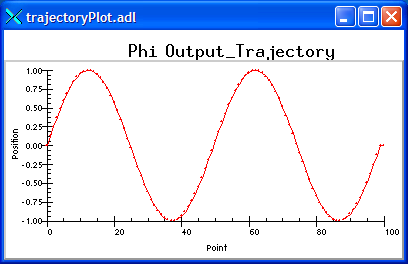 trajectoryPlot.adl
Phi Output_Trajectory
1.00
0.75
0.50
0.25
0.00
-0.25
-0.50
-0.75
-1.00
Position
0 20 40 60 80 100
Point